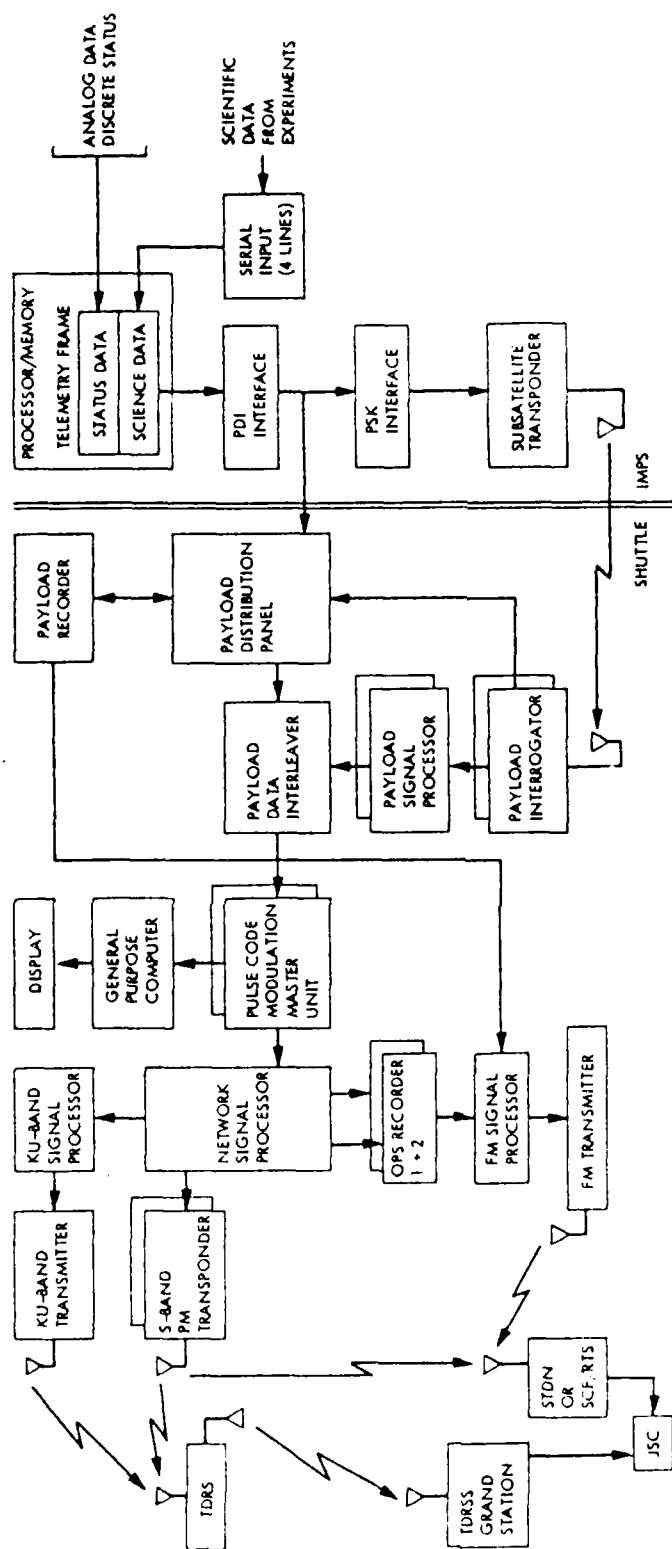 ANALOG DATA
DISCRETE STATUS
SCIENTIFIC
DATA
FROM
EXPERIMENTS
PROCESSOR/MEMORY
TELEMETRY FRAME
STATUS DATA
SCIENCE DATA
SERIAL
INPUT
(4 LINES)
PDI
INTERFACE
PSK
INTERFACE
SUBSATELLITE
TRANSPONDER
IMPS
SHUTTLE
PAYLOAD
RECORDER
PAYLOAD
DISTRIBUTION
PANEL
PAYLOAD
DATA
INTERLEAVER
PAYLOAD
SIGNAL
PROCESSOR
PAYLOAD
INTERROGATOR
DISPLAY
GENERAL
PURPOSE
COMPUTER
PULSE CODE
MODULATION
MASTER
UNIT
KU-BAND
SIGNAL
PROCESSOR
NETWORK
SIGNAL
PROCESSOR
OPS RECORDER
1 + 2
FM SIGNAL
PROCESSOR
FM TRANSMITTER
KU-BAND
TRANSMITTER
S-BAND
PM
TRANSPONDER
TDRS
TDRSS
GRAND
STATION
STDN
OR
SCF/RTS
JSC